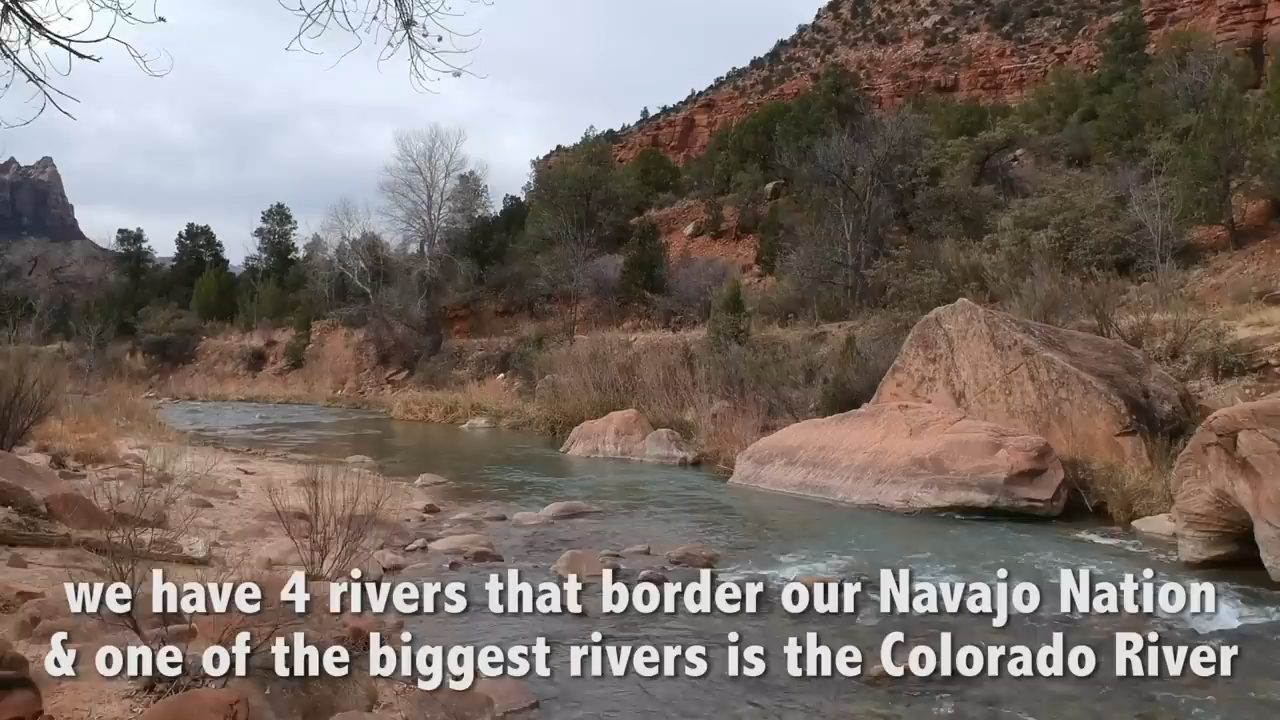 we have 4 rivers that border our Navajo Nation
& one of the biggest rivers is the Colorado River